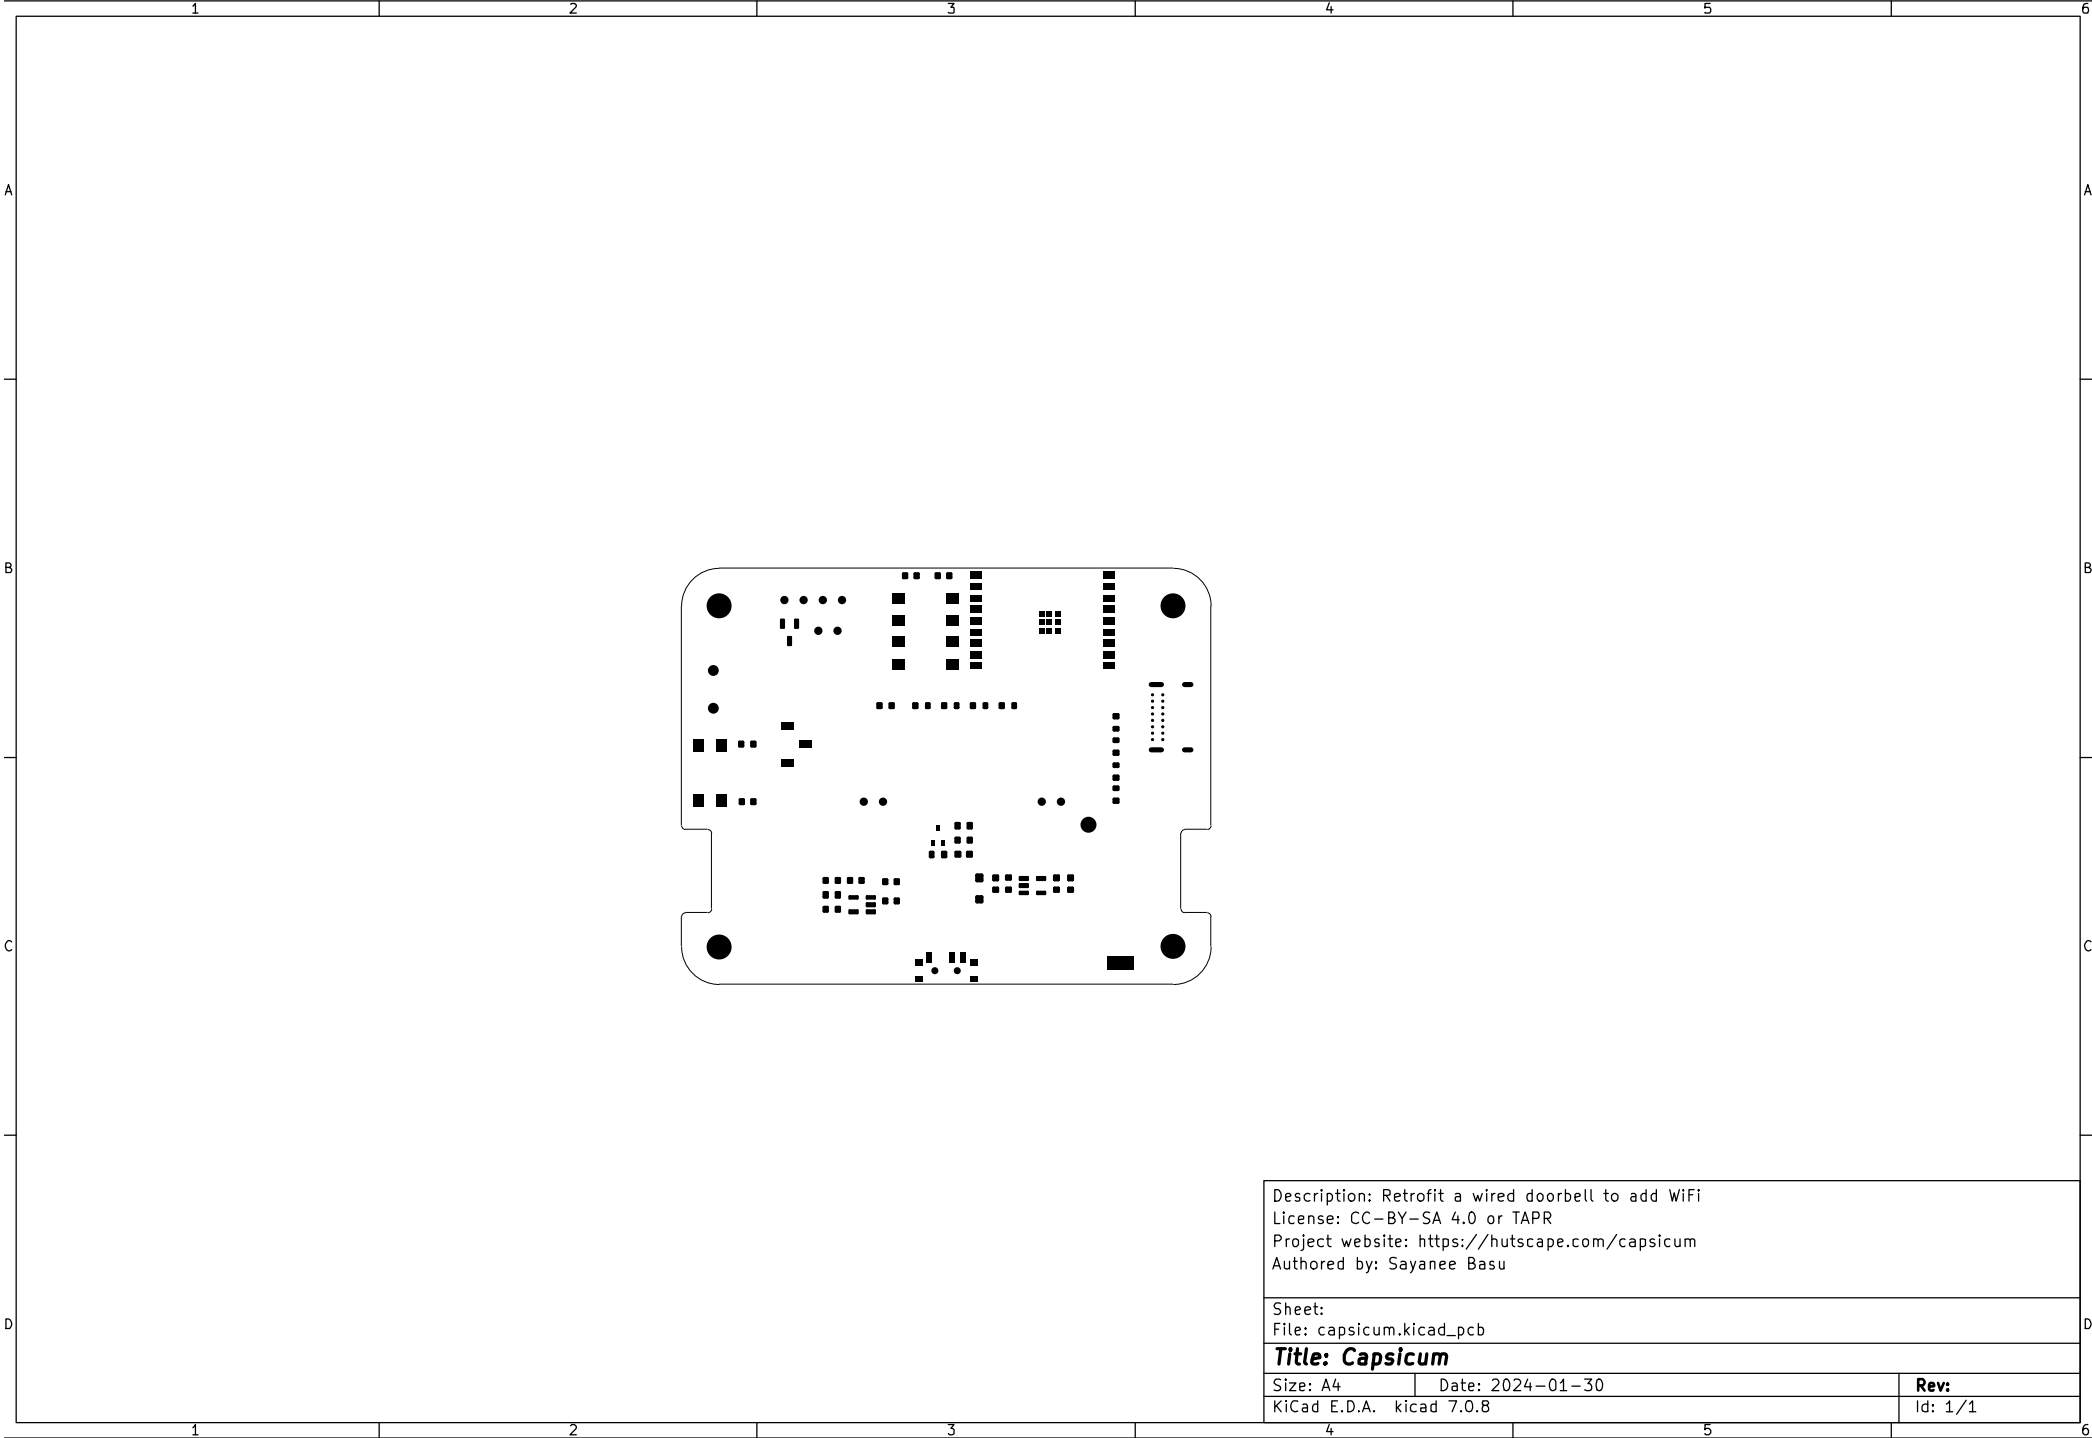 1 2 3 4 5 6
A A
B B
C C
Description: Retrofit a wired doorbell to add WiFi
License: CC-BY-SA 4.0 or TAPR
Project website: https://hutscape.com/capsicum
Authored by: Sayanee Basu
Sheet:
D D
File: capsicum.kicad_pcb
Title: Capsicum
Size: A4 Date: 2024-01-30 Rev:
KiCad E.D.A. kicad 7.0.8 Id: 1/1
1 2 3 4 5 6